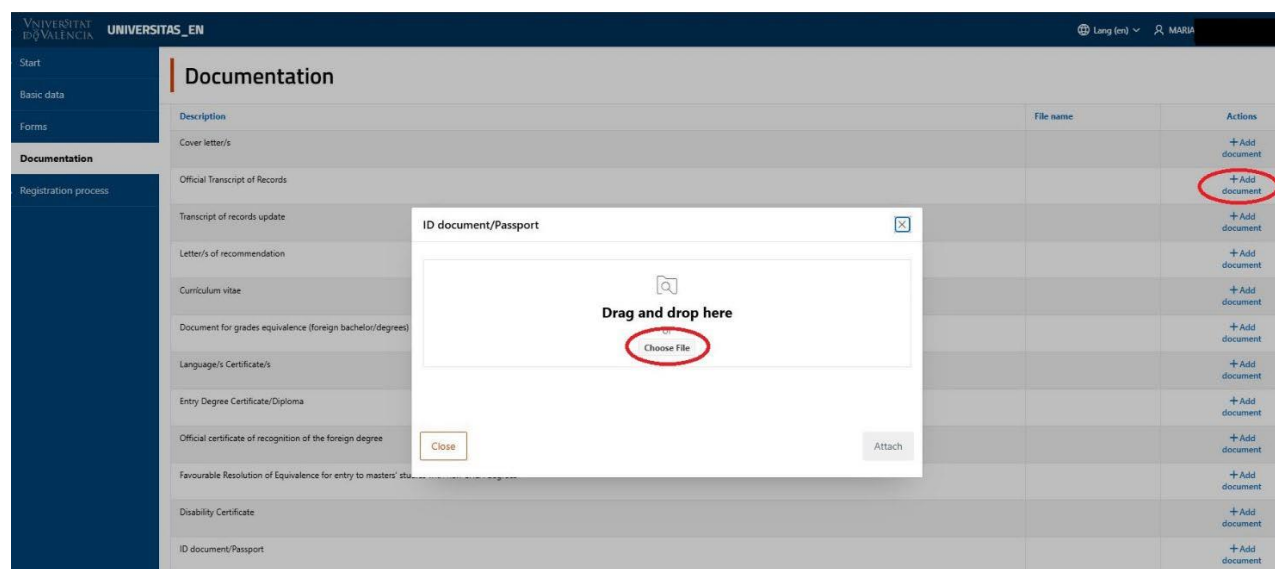 VNIVERSITAT
ID VALÈNCIA
UNIVERSITAS_EN
Lang (en)
MARIA
Start
Basic data
Forms
Documentation
Registration process
Documentation
Description File name Actions
Cover letter/s
+ Add
document
Official Transcript of Records
+ Add
document
Transcript of records update
+ Add
document
Letter/s of recommendation
+ Add
document
Curriculum vitae
+ Add
document
Document for grades equivalence (foreign bachelor/degrees)
+ Add
document
Language/s Certificate/s
+ Add
document
Entry Degree Certificate/Diploma
+ Add
document
Official certificate of recognition of the foreign degree
+ Add
document
Favourable Resolution of Equivalence for entry to masters'
+ Add
document
Disability Certificate
+ Add
document
ID document/Passport
+ Add
document
ID document/Passport
Drag and drop here
or
Choose File
Close
Attach